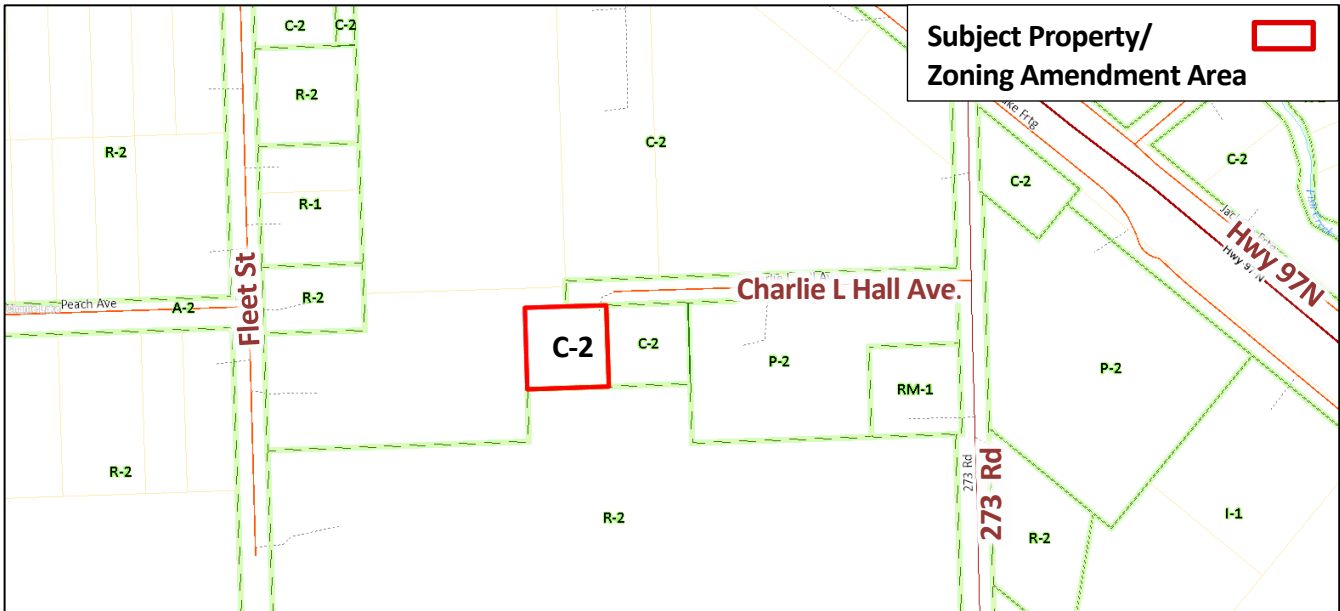 Subject Property/
Zoning Amendment Area
C-2
C-2
R-2
R-2
C-2
C-2
C-2
R-1
Fleet St
Hwy 97N
Hwy 97N
R-2
Charlie L Hall Ave.
Peach Ave
A-2
C-2
C-2
P-2
P-2
RM-1
R-2
273 Rd
273 Rd
R-2
R-2
I-1